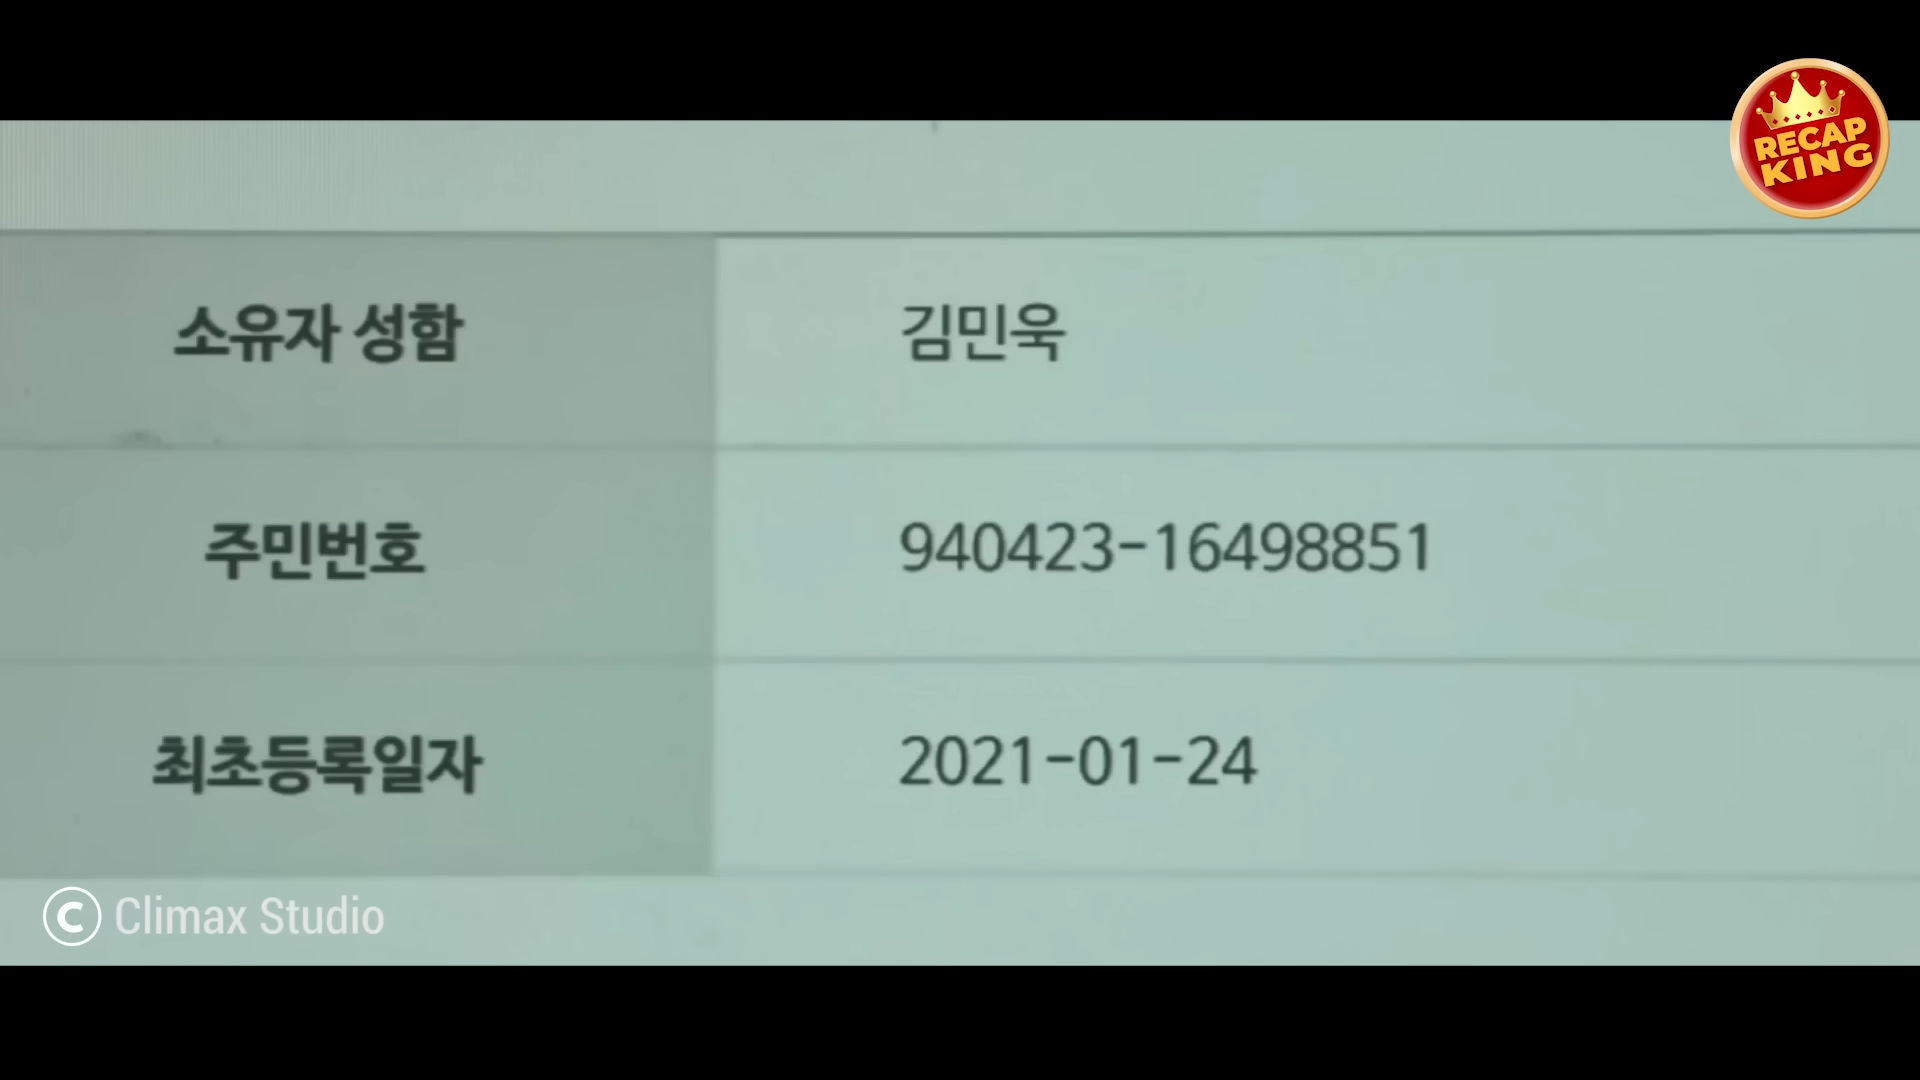 RECAP
KING
소유자 성함 김민욱
주민번호 940423-16498851
최초등록일자 2021-01-24
C Climax Studio